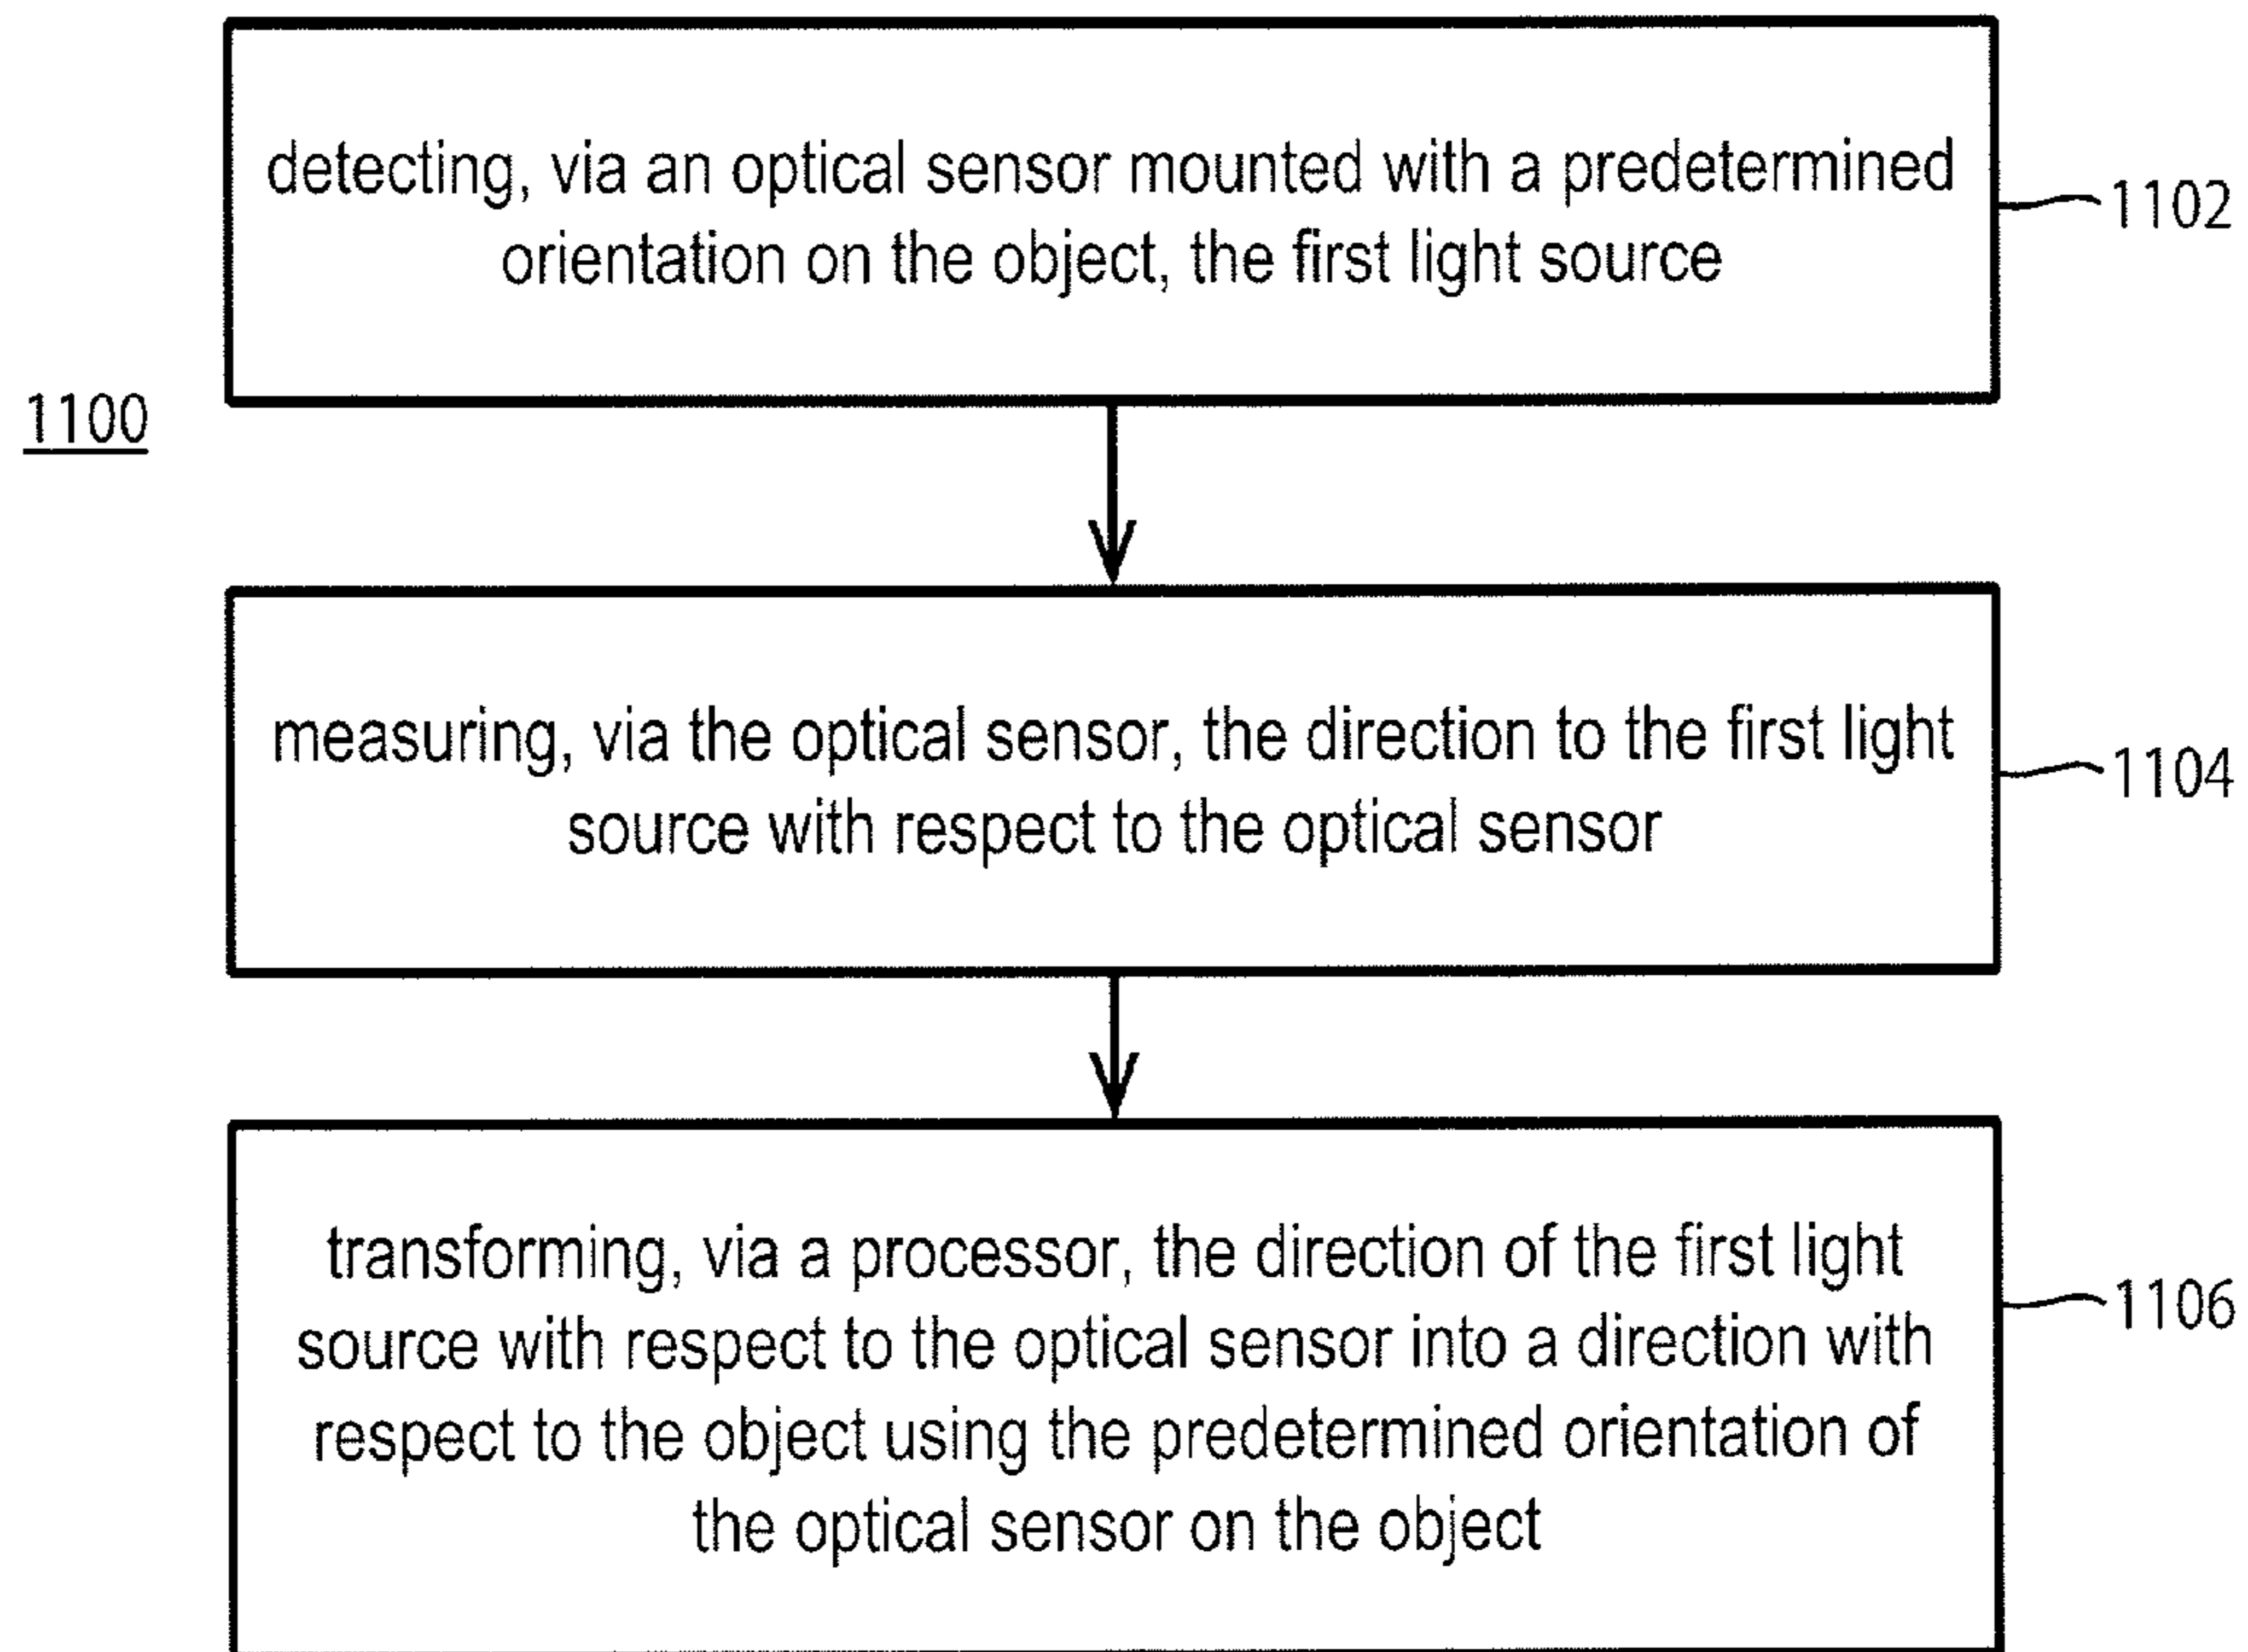 detecting, via an optical sensor mounted with a predetermined
orientation on the object, the first light source
1102
1100
measuring, via the optical sensor, the direction to the first light
source with respect to the optical sensor
1104
transforming, via a processor, the direction of the first light
source with respect to the optical sensor into a direction with
respect to the object using the predetermined orientation of
the optical sensor on the object
1106